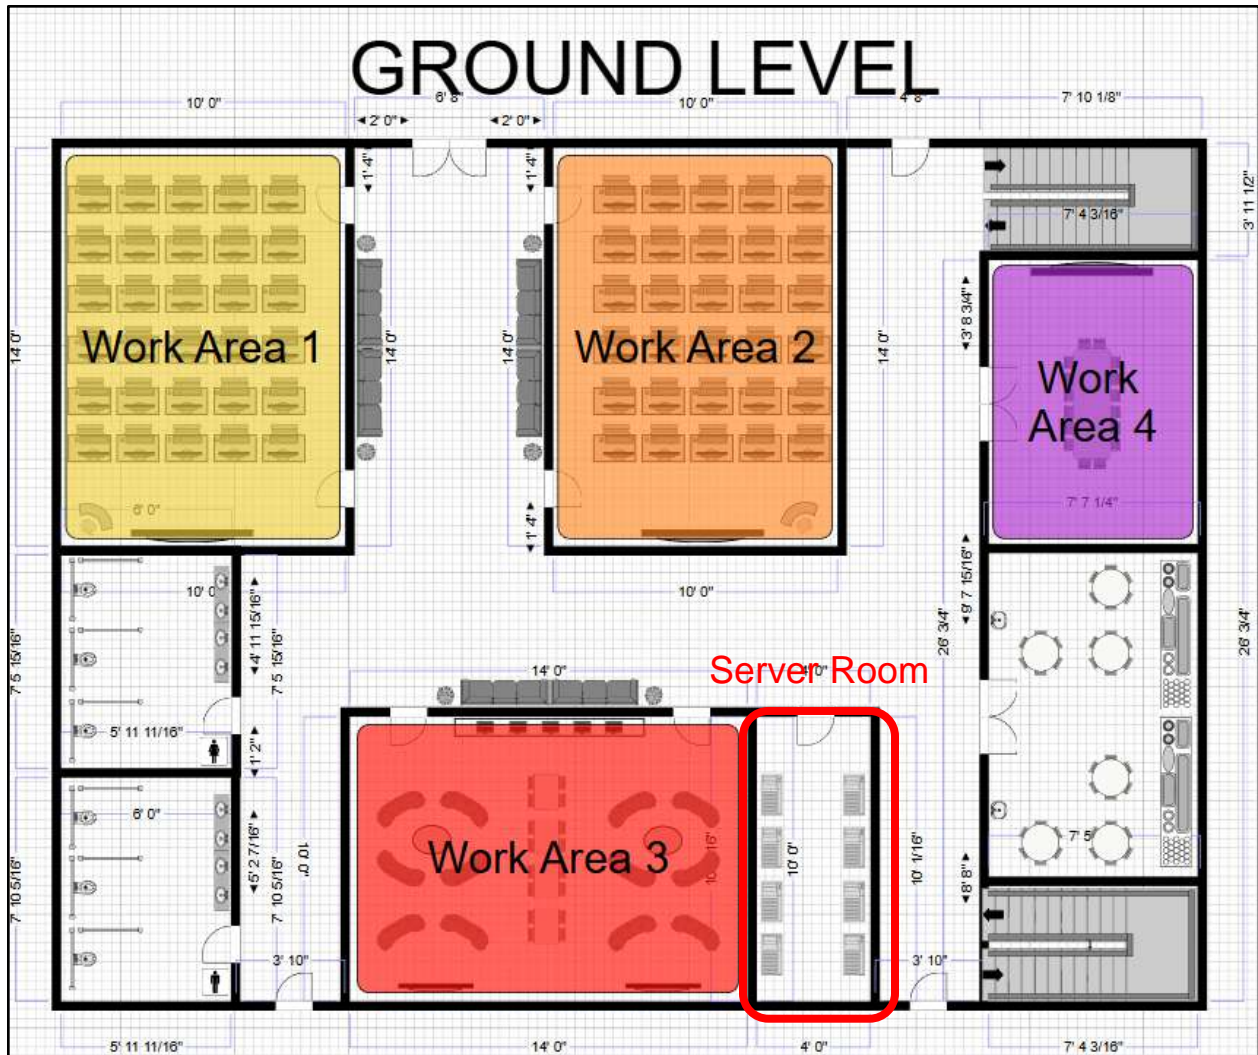 GROUND LEVEL
10' 0"
6' 8"
10' 0"
4' 8"
7' 10 1/8"
2' 0"
2' 0"
1' 4"
1' 4"
3' 11 1/2"
7' 4 3/16"
14' 0"
Work Area 1
14' 0"
14' 0"
Work Area 2
14' 0"
3' 8 3/4"
Work
Area 4
6' 0"
1' 4"
7' 7 1/4"
10' 0"
10' 0"
7' 5 15/16"
4' 11 15/16"
7' 5 15/16"
9' 7 15/16"
26' 3/4"
26' 3/4"
14' 0"
Server Room
4' 0"
5' 11 11/16"
1' 2"
6' 0"
7' 10 5/16"
5' 2 7/16"
7' 10 5/16"
10' 0"
Work Area 3
10' 0"
10' 1/16"
8' 8"
3' 10"
3' 10"
5' 11 11/16"
14' 0"
4' 0"
7' 4 3/16"